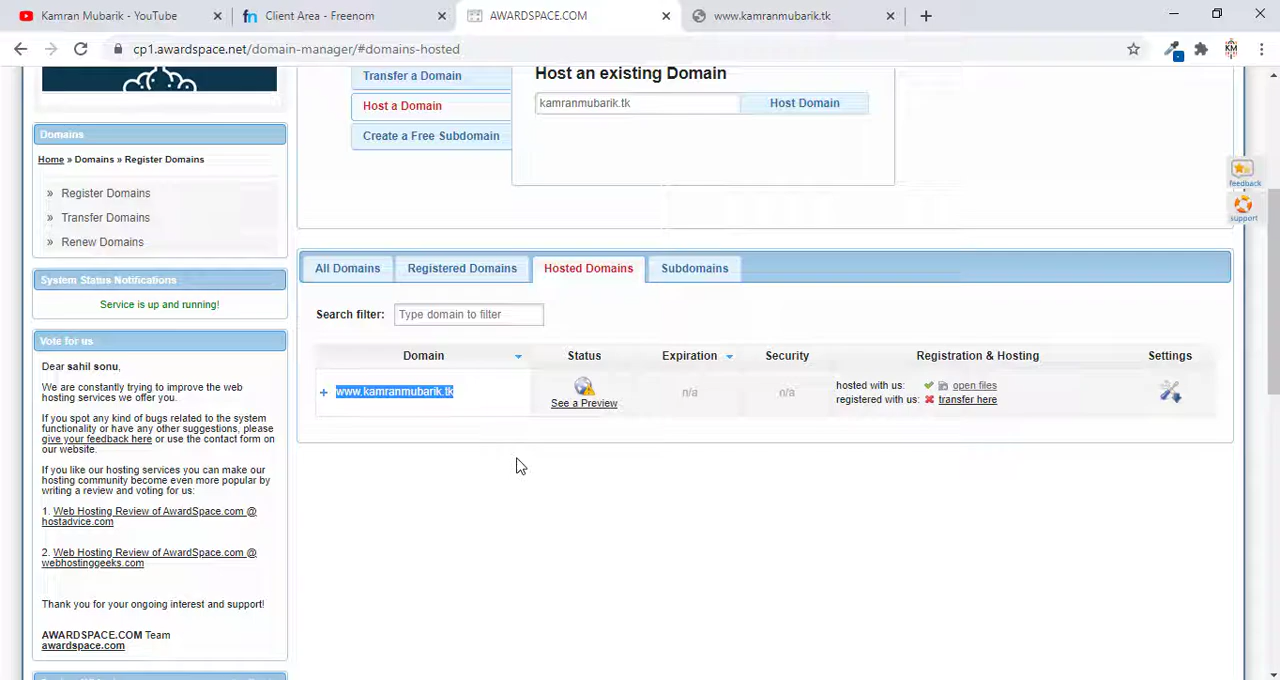 Kamran Mubarik - YouTube
Client Area - Freenom
AWARDSPACE.COM
www.kamranmubarik.tk
cp1.awardspace.net/domain-manager/#domains-hosted
KM
Transfer a Domain
Host a Domain
Create a Free Subdomain
Host an existing Domain
kamranmubarik.tk
Host Domain
feedback
support
Domains
Home » Domains » Register Domains
» Register Domains
» Transfer Domains
» Renew Domains
System Status Notifications
Service is up and running!
Vote for us
Dear sahil sonu,
We are constantly trying to improve the web
hosting services we offer you.
If you spot any kind of bugs related to the system
functionality or have any other suggestions, please
give your feedback here or use the contact form on
our website.
If you like our hosting services you can make our
hosting community become even more popular by
writing a review and voting for us:
1. Web Hosting Review of AwardSpace.com @
hostadvice.com
2. Web Hosting Review of AwardSpace.com @
webhostinggeeks.com
Thank you for your ongoing interest and support!
AWARDSPACE.COM Team
awardspace.com
All Domains
Registered Domains
Hosted Domains
Subdomains
Search filter:
Type domain to filter
Domain
Status
Expiration
Security
Registration & Hosting
Settings
www.kamranmubarik.tk
See a Preview
n/a
n/a
hosted with us: open files
registered with us: transfer here